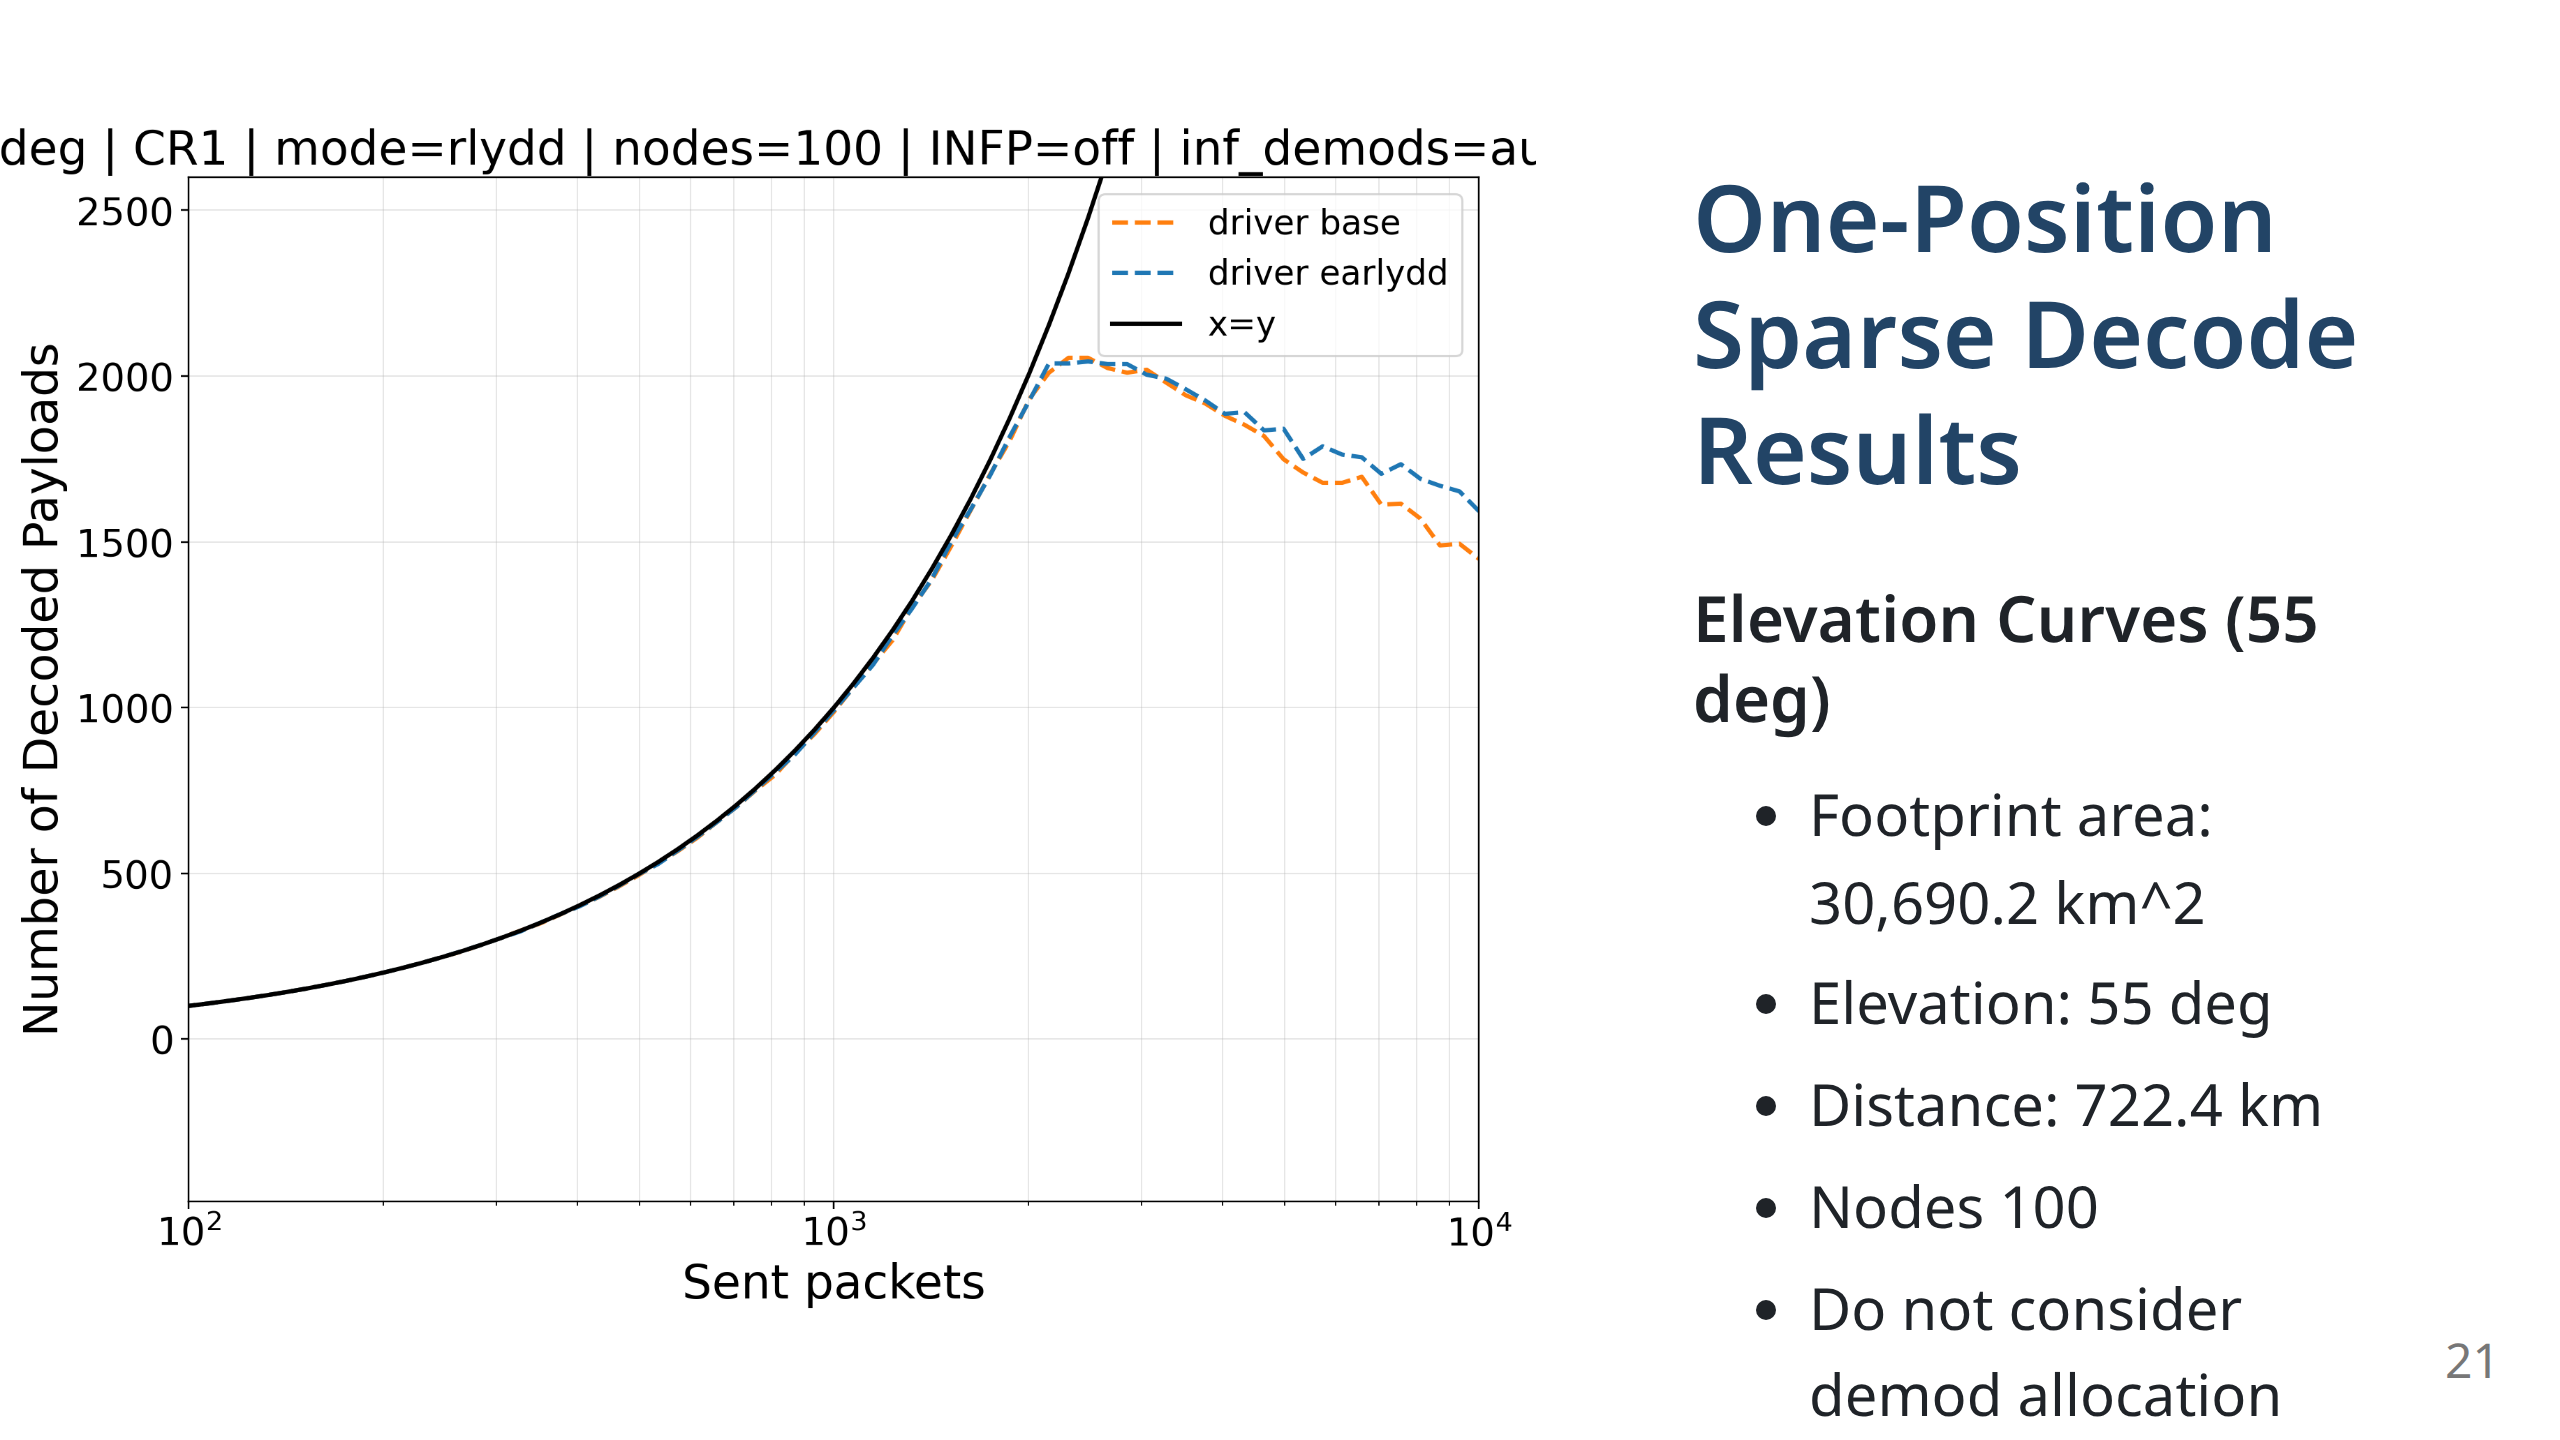 deg | CR1 | mode=rlydd | nodes=100 | INFP=off | inf_demods=au
2500
2000
1500
1000
500
0
Number of Decoded Payloads
driver base
driver earlydd
x=y
10²
10³
10⁴
Sent packets
One-Position
Sparse Decode
Results
Elevation Curves (55
deg)
• Footprint area:
30,690.2 km^2
• Elevation: 55 deg
• Distance: 722.4 km
• Nodes 100
• Do not consider
demod allocation
21